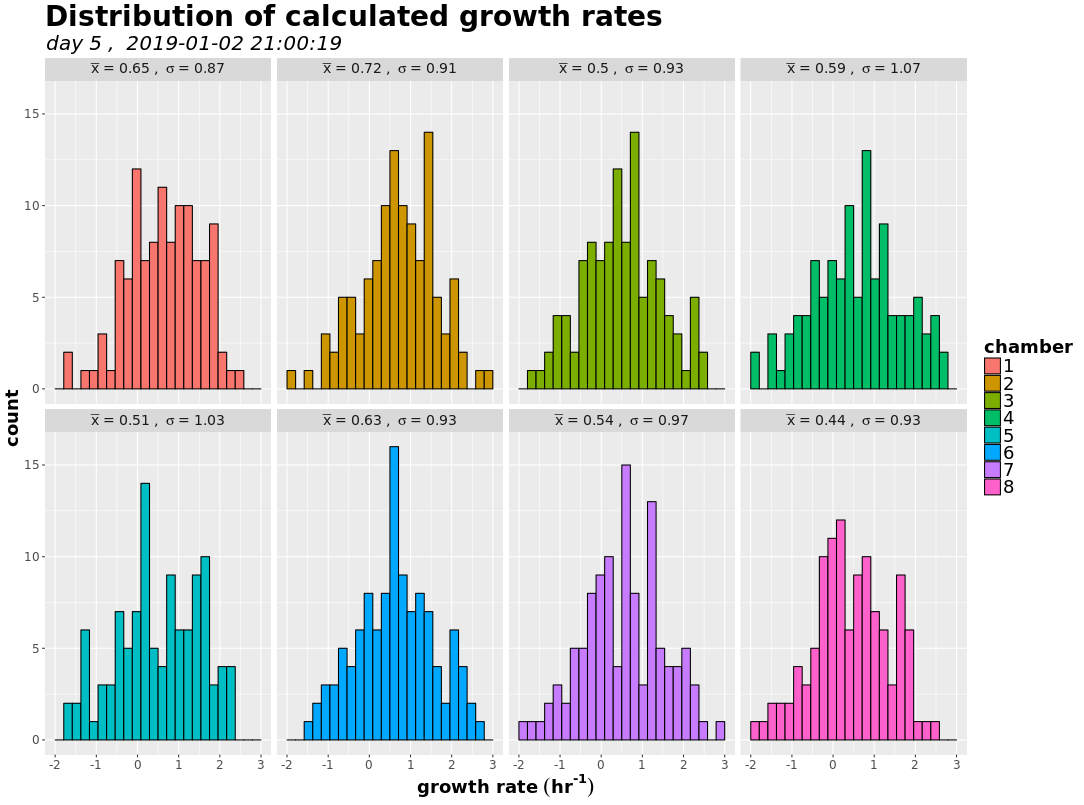 Distribution of calculated growth rates
day 5 ,  2019-01-02 21:00:19
x̅ = 0.65 ,  σ = 0.87
x̅ = 0.72 ,  σ = 0.91
x̅ = 0.5 ,  σ = 0.93
x̅ = 0.59 ,  σ = 1.07
15
10
5
0
x̅ = 0.51 ,  σ = 1.03
x̅ = 0.63 ,  σ = 0.93
x̅ = 0.54 ,  σ = 0.97
x̅ = 0.44 ,  σ = 0.93
15
10
5
0
-2 -1 0 1 2 3
-2 -1 0 1 2 3
-2 -1 0 1 2 3
-2 -1 0 1 2 3
count
growth rate (hr⁻¹)
chamber
1
2
3
4
5
6
7
8